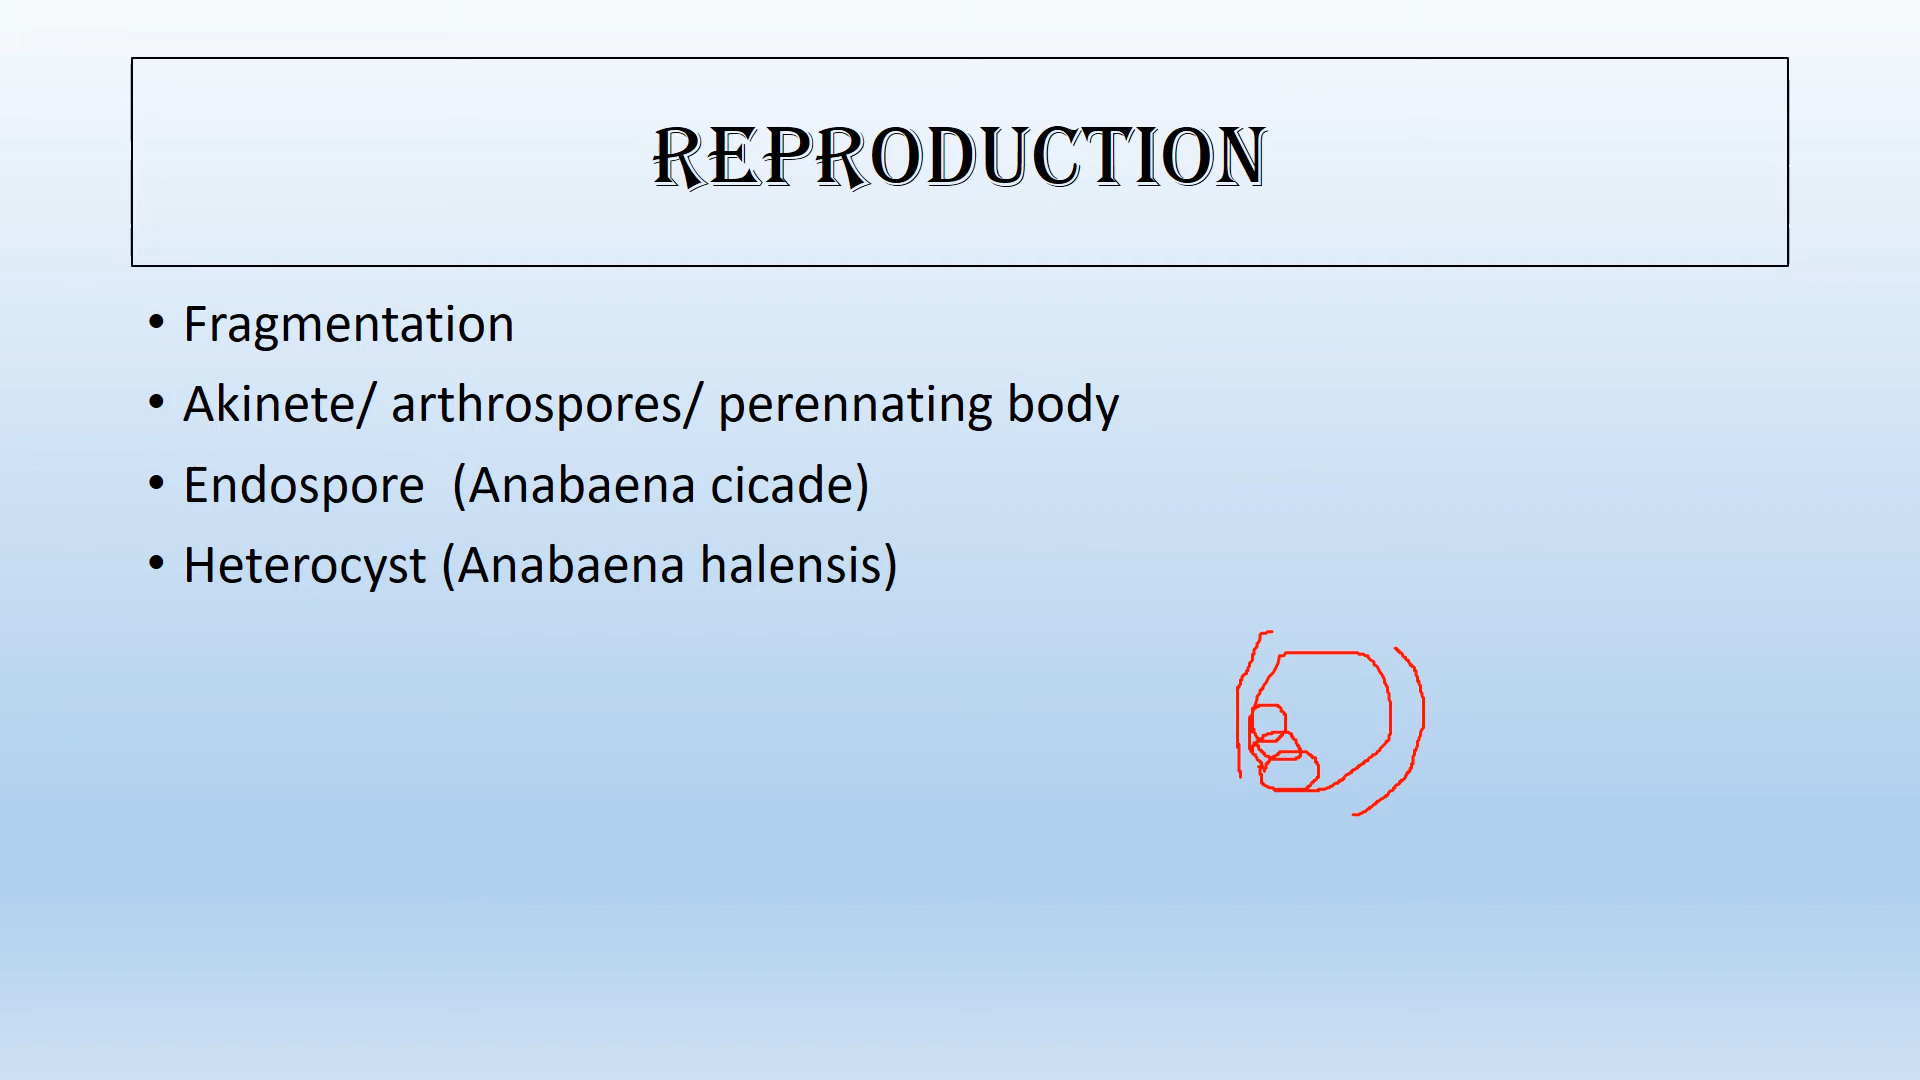 REPRODUCTION
• Fragmentation
• Akinete/ arthrospores/ perennating body
• Endospore  (Anabaena cicade)
• Heterocyst (Anabaena halensis)